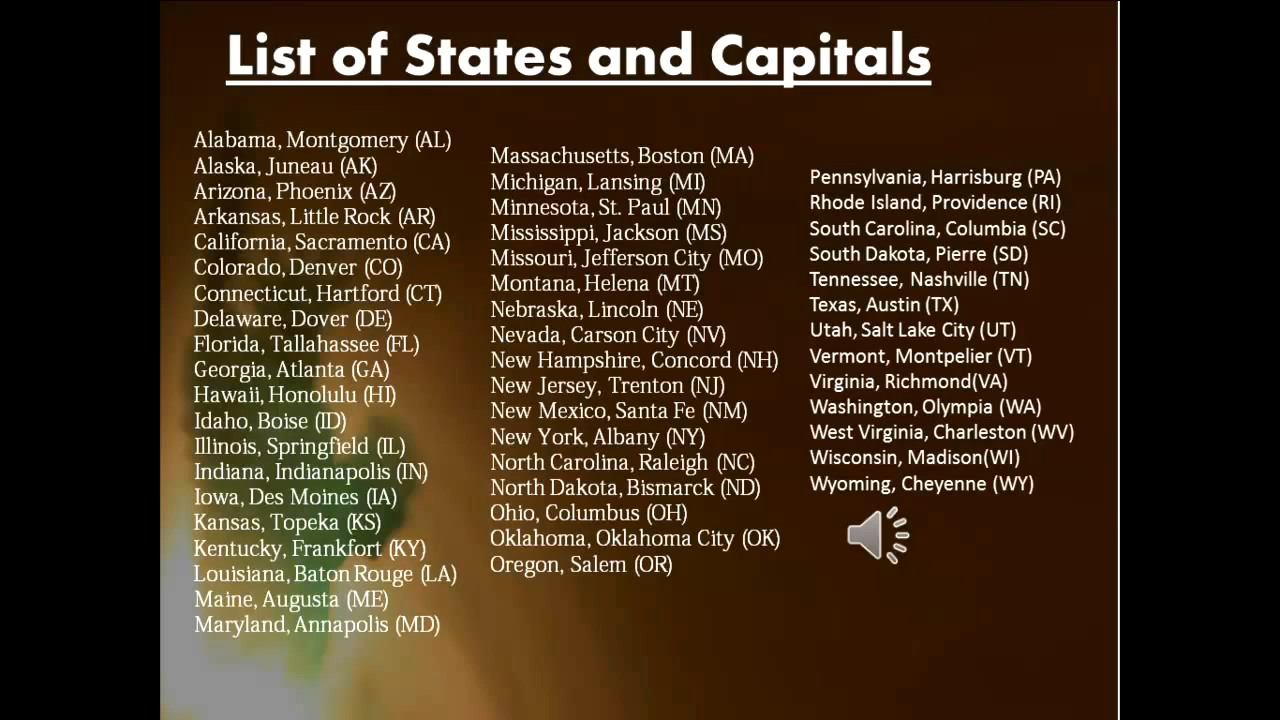 List of States and Capitals
Alabama, Montgomery (AL)
Alaska, Juneau (AK)
Arizona, Phoenix (AZ)
Arkansas, Little Rock (AR)
California, Sacramento (CA)
Colorado, Denver (CO)
Connecticut, Hartford (CT)
Delaware, Dover (DE)
Florida, Tallahassee (FL)
Georgia, Atlanta (GA)
Hawaii, Honolulu (HI)
Idaho, Boise (ID)
Illinois, Springfield (IL)
Indiana, Indianapolis (IN)
Iowa, Des Moines (IA)
Kansas, Topeka (KS)
Kentucky, Frankfort (KY)
Louisiana, Baton Rouge (LA)
Maine, Augusta (ME)
Maryland, Annapolis (MD)
Massachusetts, Boston (MA)
Michigan, Lansing (MI)
Minnesota, St. Paul (MN)
Mississippi, Jackson (MS)
Missouri, Jefferson City (MO)
Montana, Helena (MT)
Nebraska, Lincoln (NE)
Nevada, Carson City (NV)
New Hampshire, Concord (NH)
New Jersey, Trenton (NJ)
New Mexico, Santa Fe (NM)
New York, Albany (NY)
North Carolina, Raleigh (NC)
North Dakota, Bismarck (ND)
Ohio, Columbus (OH)
Oklahoma, Oklahoma City (OK)
Oregon, Salem (OR)
Pennsylvania, Harrisburg (PA)
Rhode Island, Providence (RI)
South Carolina, Columbia (SC)
South Dakota, Pierre (SD)
Tennessee, Nashville (TN)
Texas, Austin (TX)
Utah, Salt Lake City (UT)
Vermont, Montpelier (VT)
Virginia, Richmond(VA)
Washington, Olympia (WA)
West Virginia, Charleston (WV)
Wisconsin, Madison(WI)
Wyoming, Cheyenne (WY)